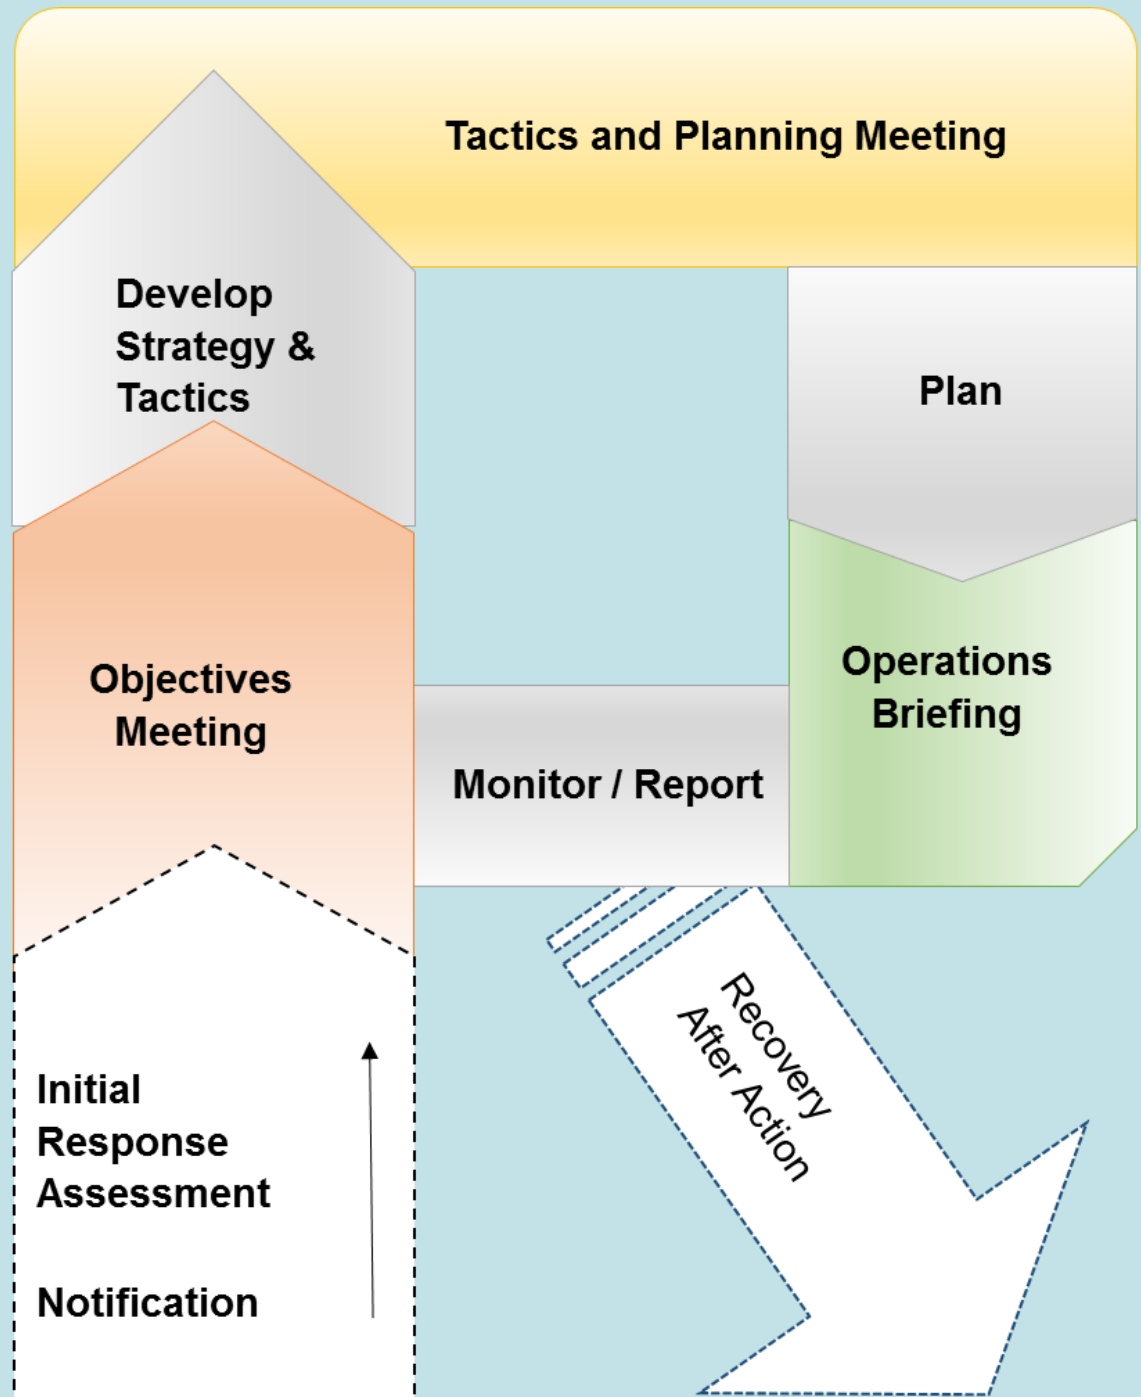 Tactics and Planning Meeting
Develop
Strategy &
Tactics
Plan
Objectives
Meeting
Operations
Briefing
Monitor / Report
Recovery
After Action
Initial
Response
Assessment
Notification